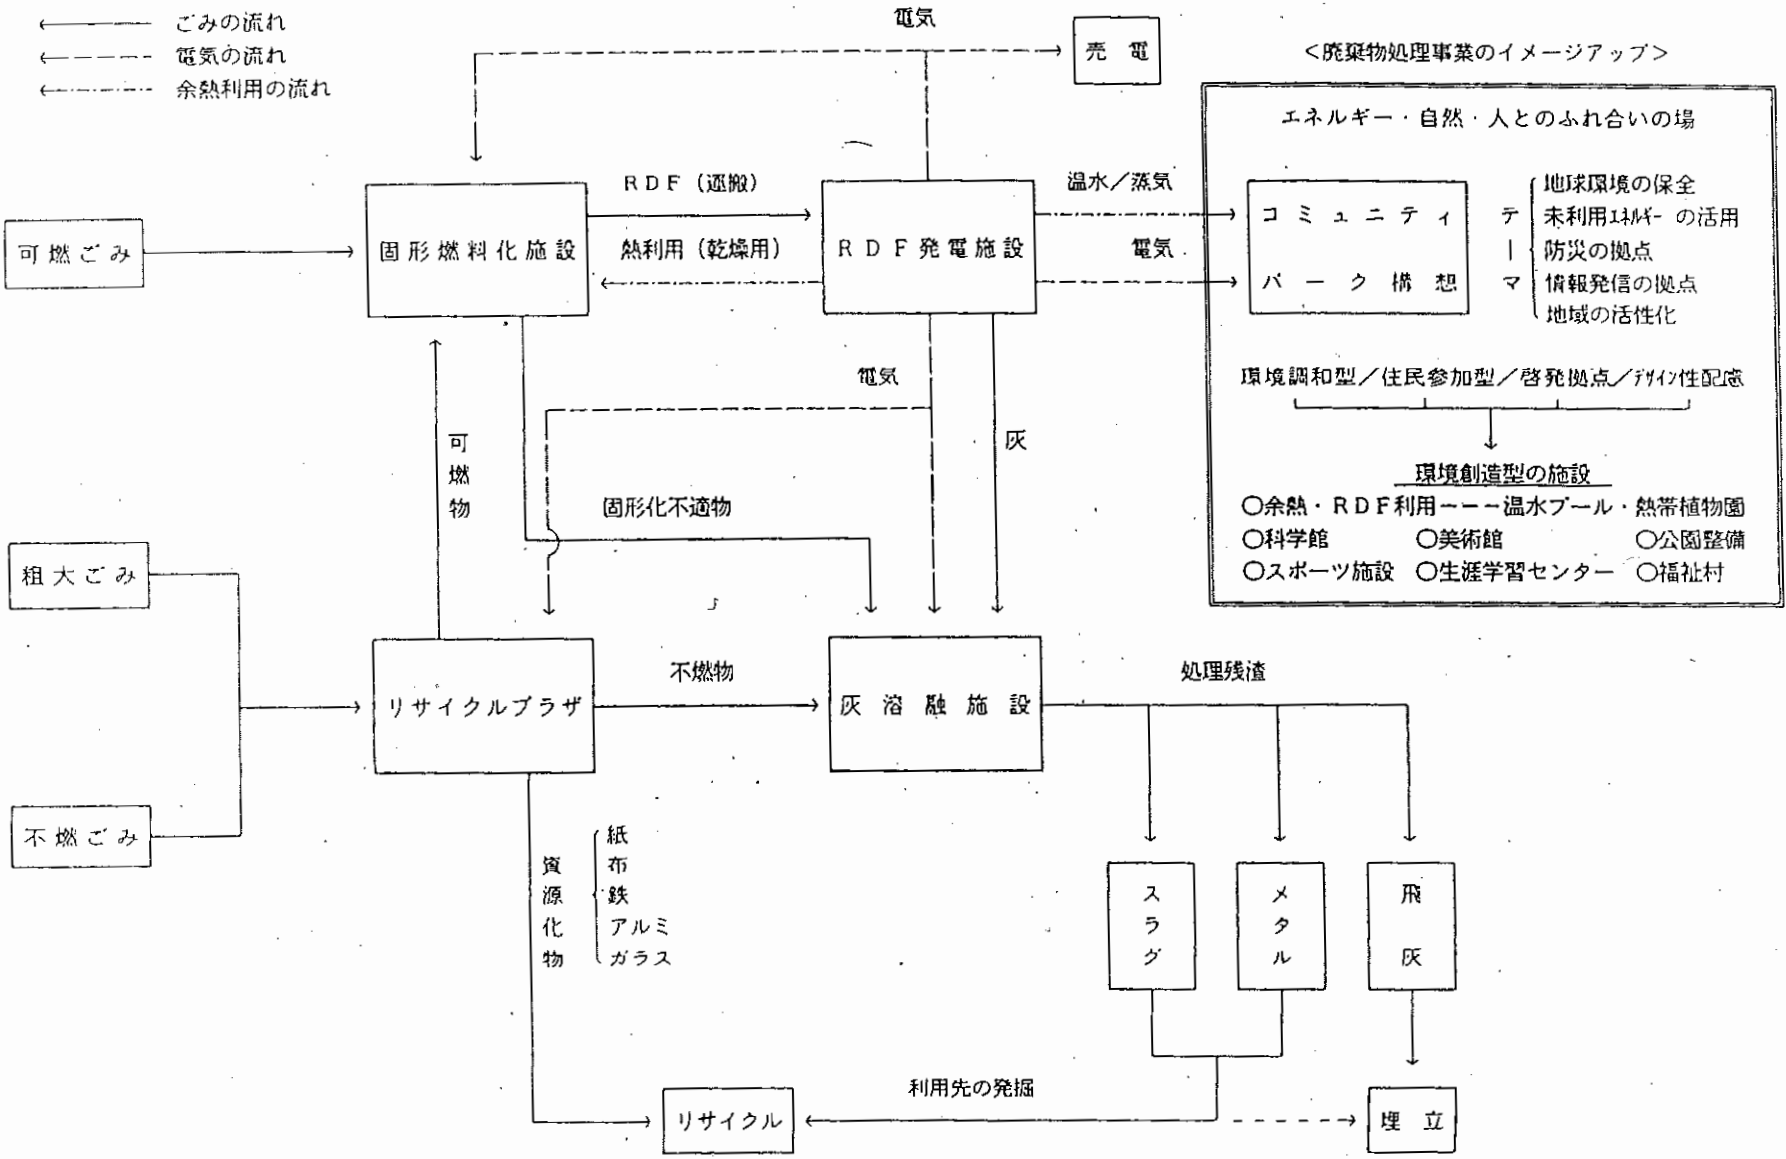 ごみの流れ
電気の流れ
余熱利用の流れ
電気
売電
<廃棄物処理事業のイメージアップ>
エネルギー・自然・人とのふれ合いの場
可燃ごみ
固形燃料化施設
RDF(運搬)
熱利用(乾燥用)
RDF発電施設
温水/蒸気
電気
コミュニティ
パーク構想
テーマ
地球環境の保全
未利用エネルギーの活用
防災の拠点
情報発信の拠点
地域の活性化
環境調和型/住民参加型/啓発拠点/デザイン性配慮
環境創造型の施設
○余熱・RDF利用ーーー温水プール・熱帯植物園
○科学館 ○美術館 ○公園整備
○スポーツ施設 ○生涯学習センター ○福祉村
可燃物
電気
灰
固形化不適物
粗大ごみ
不燃ごみ
リサイクルプラザ
不燃物
灰溶融施設
処理残渣
資源化物
紙
布
鉄
アルミ
ガラス
スラグ
メタル
飛灰
利用先の発掘
リサイクル
埋立